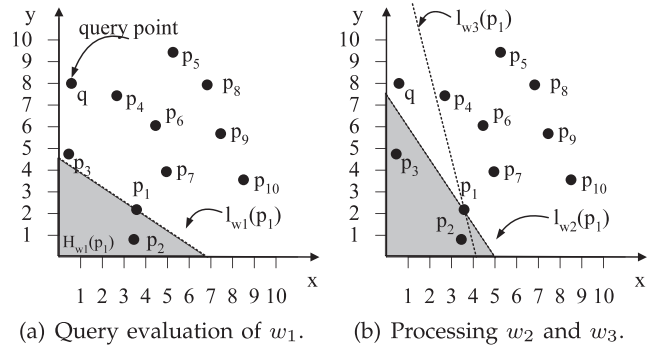 y
10
9
8
7
6
5
4
3
2
1
query point
q
p5
p8
p4
p6
p9
p3
p7
p10
p1
p2
lw1(p1)
Hw1(p1)
x
1 2 3 4 5 6 7 8 9 10
(a) Query evaluation of w1.
y
10
9
8
7
6
5
4
3
2
1
lw3(p1)
q
p5
p8
p4
p6
p9
p3
p7
p10
p1
p2
lw2(p1)
x
1 2 3 4 5 6 7 8 9 10
(b) Processing w2 and w3.